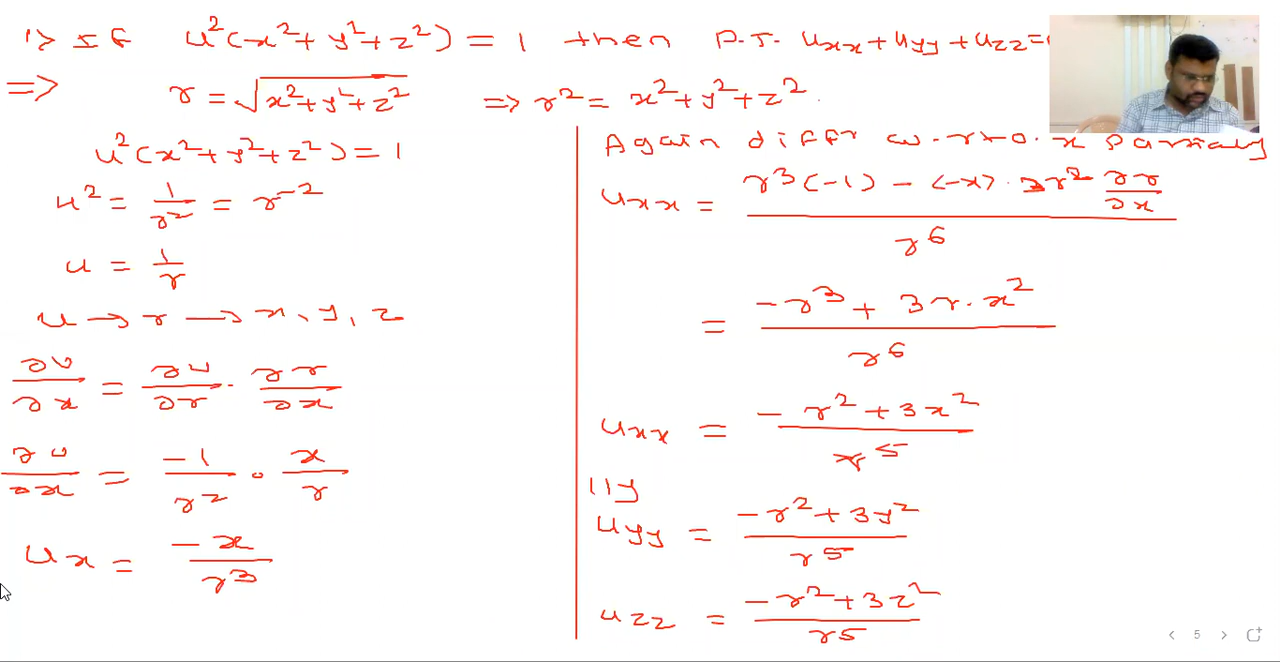 1> If u²(x²+y²+z²) = 1 then P.T. uxx+uyy+uzz=
=> r = √x²+y²+z² => r² = x²+y²+z².
u²(x²+y²+z²)=1
u² = 1/r² = r⁻²
u = 1/r
u → r → x, y, z
∂u/∂x = ∂u/∂r · ∂r/∂x
∂u/∂x = -1/r² · x/r
ux = -x/r³
Again diffr w.r.to. x partially
uxx = r³(-1) - (-x)·3r² ∂r/∂x / r⁶
= -r³ + 3r·x² / r⁶
uxx = -r²+3x² / r⁵
llly
uyy = -r²+3y² / r⁵
uzz = -r²+3z² / r⁵
< 5 >